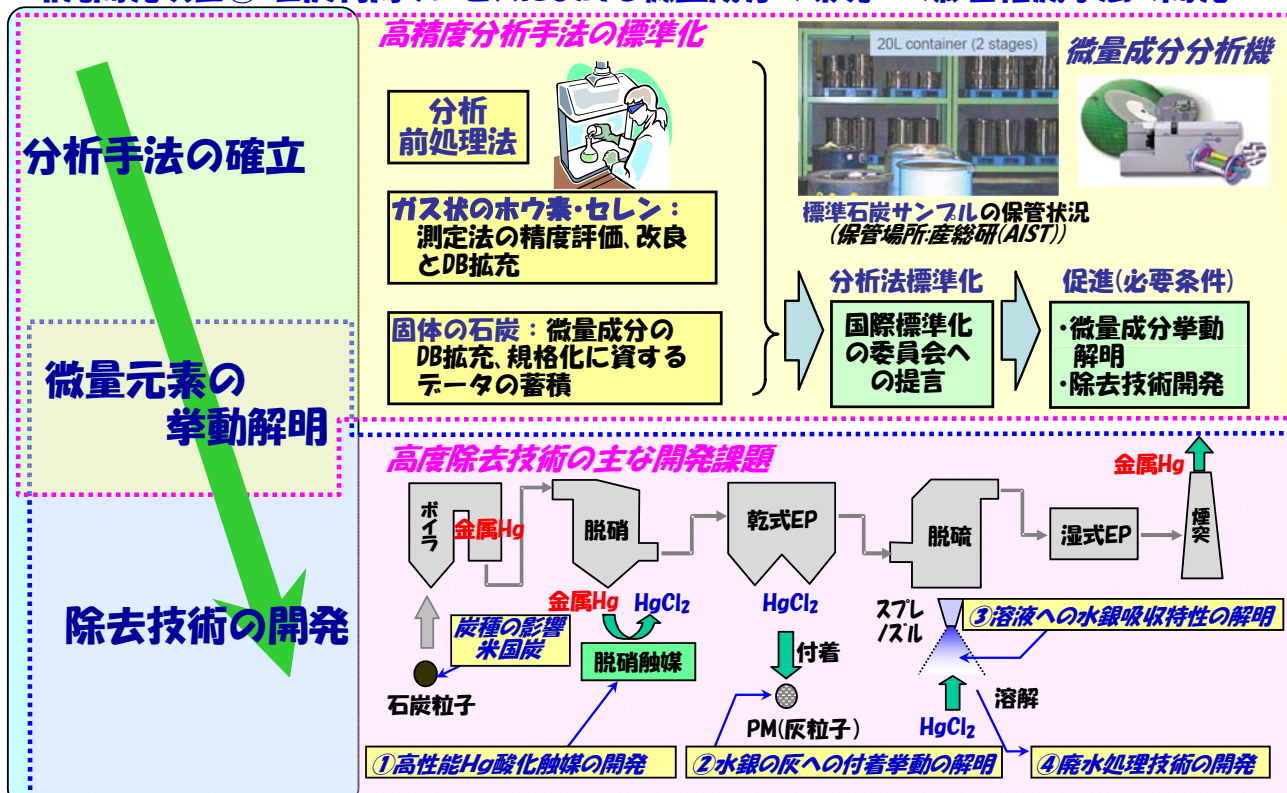 分析手法の確立
微量元素の
挙動解明
除去技術の開発
高精度分析手法の標準化
分析
前処理法
ガス状のホウ素・セレン:
測定法の精度評価、改良
とDB拡充
固体の石炭:微量成分の
DB拡充、規格化に資する
データの蓄積
20L container (2 stages)
微量成分分析機
標準石炭サンプルの保管状況
(保管場所:産総研(AIST))
分析法標準化
国際標準化
の委員会へ
の提言
促進(必要条件)
・微量成分挙動
解明
・除去技術開発
高度除去技術の主な開発課題
ボイラ
金属Hg
脱硝
乾式EP
脱硫
湿式EP
煙突
金属Hg
石炭粒子
炭種の影響
米国炭
金属Hg
HgCl2
脱硝触媒
HgCl2
付着
PM(灰粒子)
スプレ
ノズル
溶解
HgCl2
①高性能Hg酸化触媒の開発
②水銀の灰への付着挙動の解明
③溶液への水銀吸収特性の解明
④廃水処理技術の開発